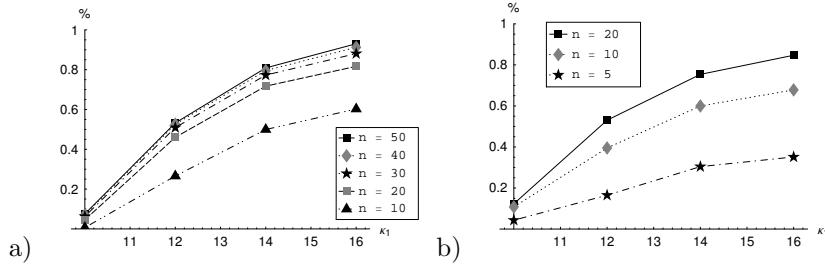 %
1
0.8
0.6
0.4
0.2
11 12 13 14 15 16 κ1
n = 50
n = 40
n = 30
n = 20
n = 10
a)
%
1
0.8
0.6
0.4
0.2
11 12 13 14 15 16 κ
n = 20
n = 10
n = 5
b)